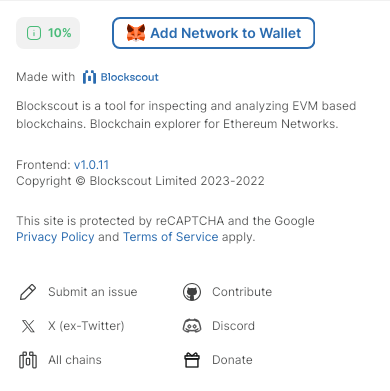 10%
Add Network to Wallet
Made with Blockscout
Blockscout is a tool for inspecting and analyzing EVM based
blockchains. Blockchain explorer for Ethereum Networks.
Frontend: v1.0.11
Copyright © Blockscout Limited 2023-2022
This site is protected by reCAPTCHA and the Google
Privacy Policy and Terms of Service apply.
Submit an issue
Contribute
X (ex-Twitter)
Discord
All chains
Donate